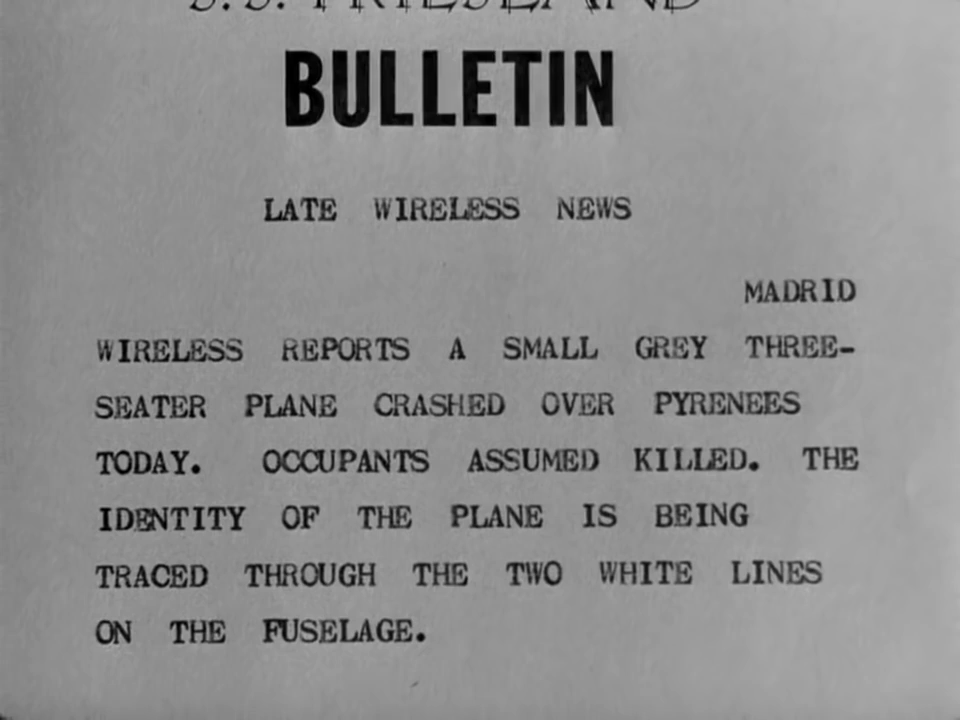 S.S. FRIESLAND
BULLETIN
LATE WIRELESS NEWS
MADRID
WIRELESS REPORTS A SMALL GREY THREE-
SEATER PLANE CRASHED OVER PYRENEES
TODAY. OCCUPANTS ASSUMED KILLED. THE
IDENTITY OF THE PLANE IS BEING
TRACED THROUGH THE TWO WHITE LINES
ON THE FUSELAGE.